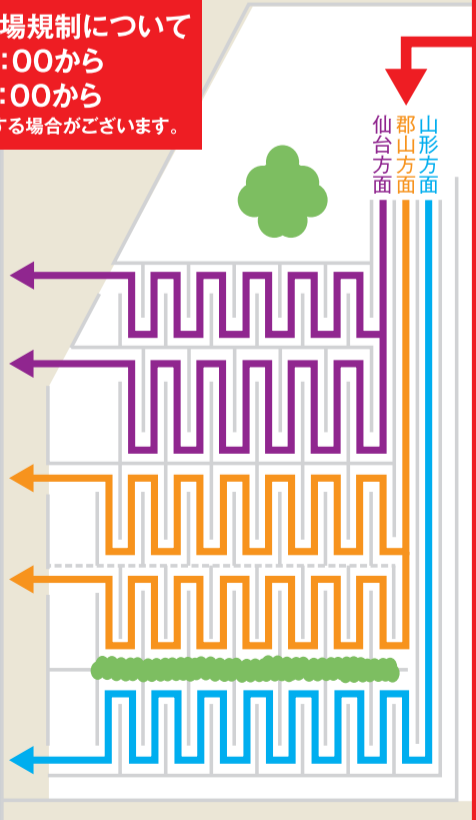 場規制について
:00から
:00から
する場合がございます。
仙台方面
郡山方面
山形方面